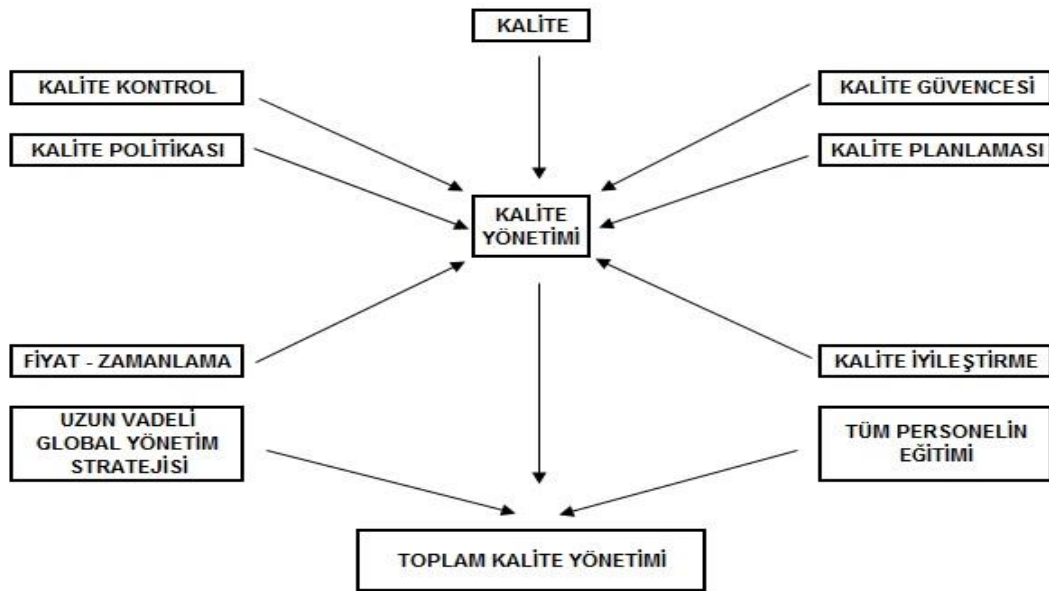 KALİTE
KALİTE KONTROL
KALİTE GÜVENCESİ
KALİTE POLİTİKASI
KALİTE PLANLAMASI
KALİTE
YÖNETİMİ
FİYAT - ZAMANLAMA
KALİTE İYİLEŞTİRME
UZUN VADELİ
GLOBAL YÖNETİM
STRATEJİSİ
TÜM PERSONELİN
EĞİTİMİ
TOPLAM KALİTE YÖNETİMİ